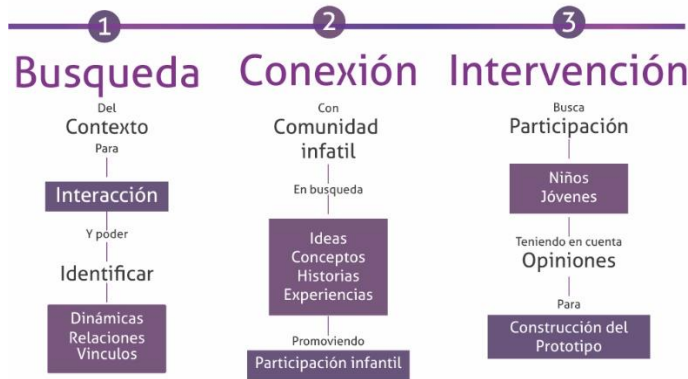 1
Busqueda
Del
Contexto
Para
Interacción
Y poder
Identificar
Dinámicas
Relaciones
Vinculos
2
Conexión
Con
Comunidad
infatil
En busqueda
Ideas
Conceptos
Historias
Experiencias
Promoviendo
Participación infantil
3
Intervención
Busca
Participación
Niños
Jóvenes
Teniendo en cuenta
Opiniones
Para
Construcción del
Prototipo